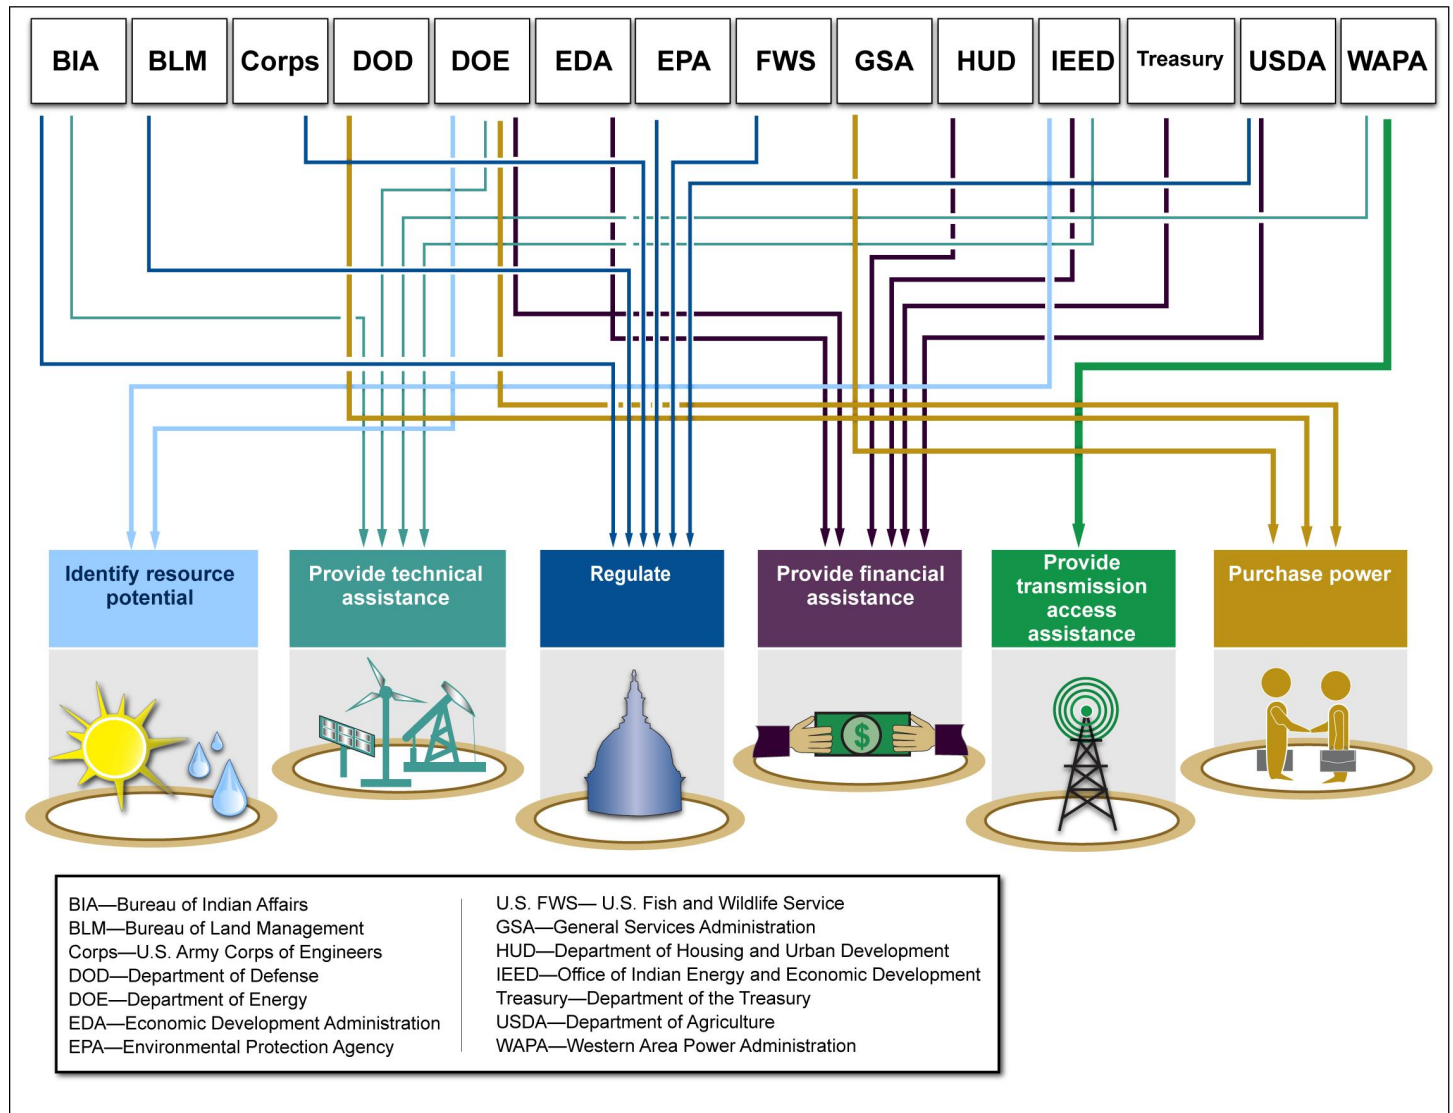 BIA
BLM
Corps
DOD
DOE
EDA
EPA
FWS
GSA
HUD
IEED
Treasury
USDA
WAPA
Identify resource
potential
Provide technical
assistance
Regulate
Provide financial
assistance
Provide
transmission
access
assistance
Purchase power
$
BIA—Bureau of Indian Affairs
BLM—Bureau of Land Management
Corps—U.S. Army Corps of Engineers
DOD—Department of Defense
DOE—Department of Energy
EDA—Economic Development Administration
EPA—Environmental Protection Agency
U.S. FWS— U.S. Fish and Wildlife Service
GSA—General Services Administration
HUD—Department of Housing and Urban Development
IEED—Office of Indian Energy and Economic Development
Treasury—Department of the Treasury
USDA—Department of Agriculture
WAPA—Western Area Power Administration